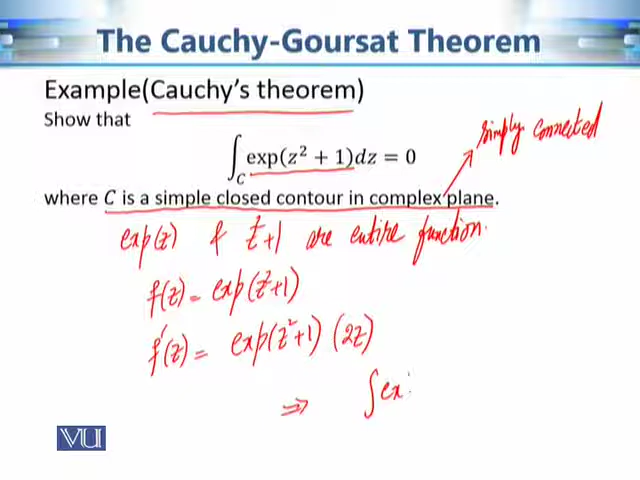 The Cauchy-Goursat Theorem
Example(Cauchy's theorem)
Show that
simply connected
∫_C exp(z² + 1)dz = 0
where C is a simple closed contour in complex plane.
exp(z) & z²+1 are entire function.
f(z) = exp(z²+1)
f'(z) = exp(z²+1) (2z)
⇒ ∫ex
VU